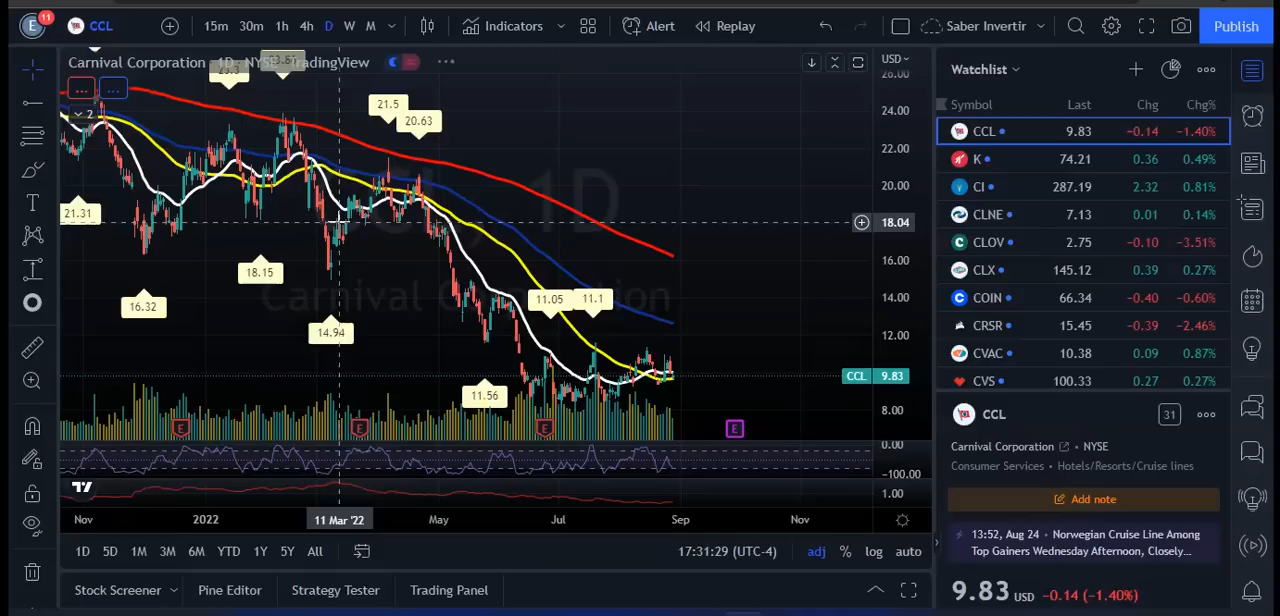 E 11 CCL 15m 30m 1h 4h D W M Indicators Alert Replay Saber Invertir Publish
Carnival Corporation 1D NYSE TradingView
USD
2
26.00
24.00
22.00
20.00
18.04
16.00
14.00
12.00
CCL 9.83
8.00
0.00
-100.00
1.00
21.5
20.63
21.31
18.15
16.32
14.94
11.05 11.1
11.56
CCL, 1D
Carnival Corporation
E E E E
Nov 2022 11 Mar '22 May Jul Sep Nov
1D 5D 1M 3M 6M YTD 1Y 5Y All 17:31:29 (UTC-4) adj % log auto
Stock Screener Pine Editor Strategy Tester Trading Panel
Watchlist
Symbol Last Chg Chg%
CCL 9.83 −0.14 −1.40%
K 74.21 0.36 0.49%
CI 287.19 2.32 0.81%
CLNE 7.13 0.01 0.14%
CLOV 2.75 −0.10 −3.51%
CLX 145.12 0.39 0.27%
COIN 66.34 −0.40 −0.60%
CRSR 15.45 −0.39 −2.46%
CVAC 10.38 0.09 0.87%
CVS 100.33 0.27 0.27%
CCL 31
Carnival Corporation • NYSE
Consumer Services • Hotels/Resorts/Cruise lines
Add note
13:52, Aug 24 • Norwegian Cruise Line Among
Top Gainers Wednesday Afternoon, Closely...
9.83 USD −0.14 (−1.40%)